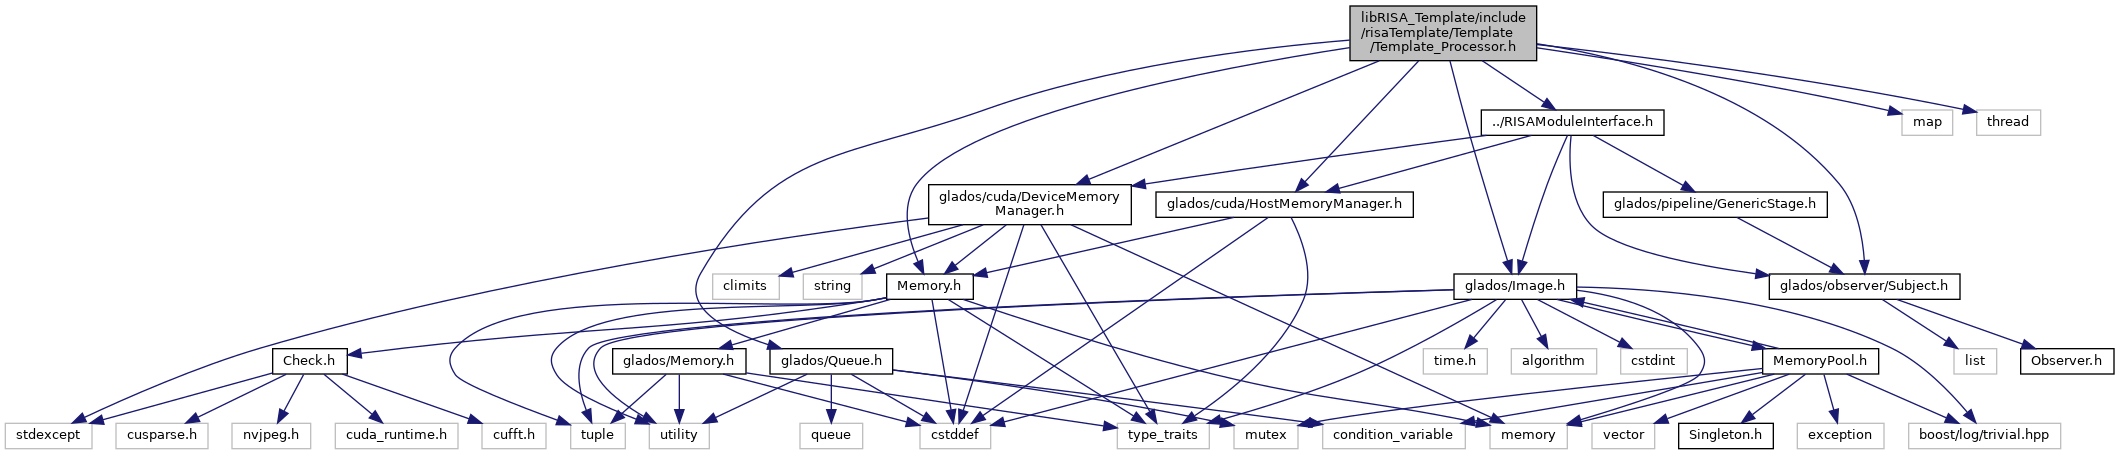 libRISA_Template/include
/risaTemplate/Template
/Template_Processor.h
../RISAModuleInterface.h
map
thread
glados/cuda/DeviceMemory
Manager.h
glados/cuda/HostMemoryManager.h
glados/pipeline/GenericStage.h
climits
string
Memory.h
glados/Image.h
glados/observer/Subject.h
Check.h
glados/Memory.h
glados/Queue.h
time.h
algorithm
cstdint
MemoryPool.h
list
Observer.h
stdexcept
cusparse.h
nvjpeg.h
cuda_runtime.h
cufft.h
tuple
utility
queue
cstddef
type_traits
mutex
condition_variable
memory
vector
Singleton.h
exception
boost/log/trivial.hpp